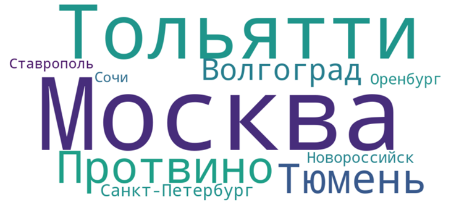 Тольятти
Ставрополь
Сочи
Волгоград
Оренбург
Москва
Протвино
Новороссийск
Санкт-Петербург
Тюмень